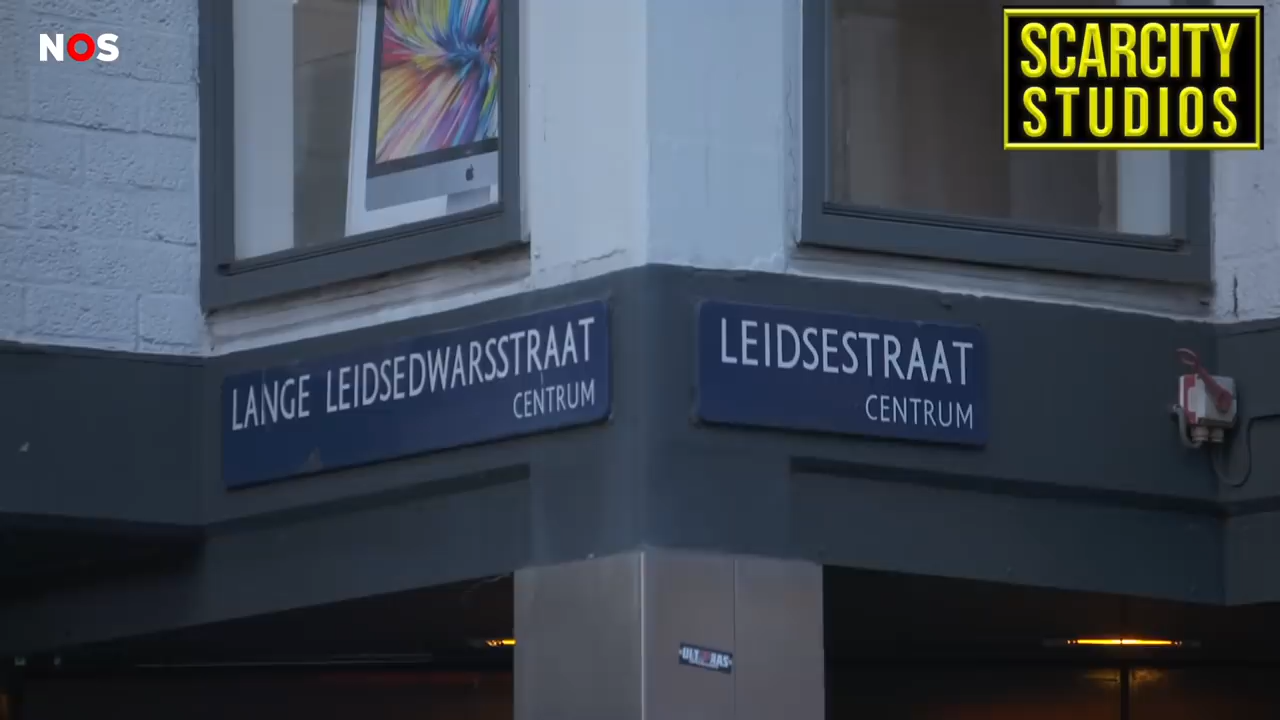 NOS
SCARCITY
STUDIOS
LANGE LEIDSEDWARSSTRAAT
CENTRUM
LEIDSESTRAAT
CENTRUM